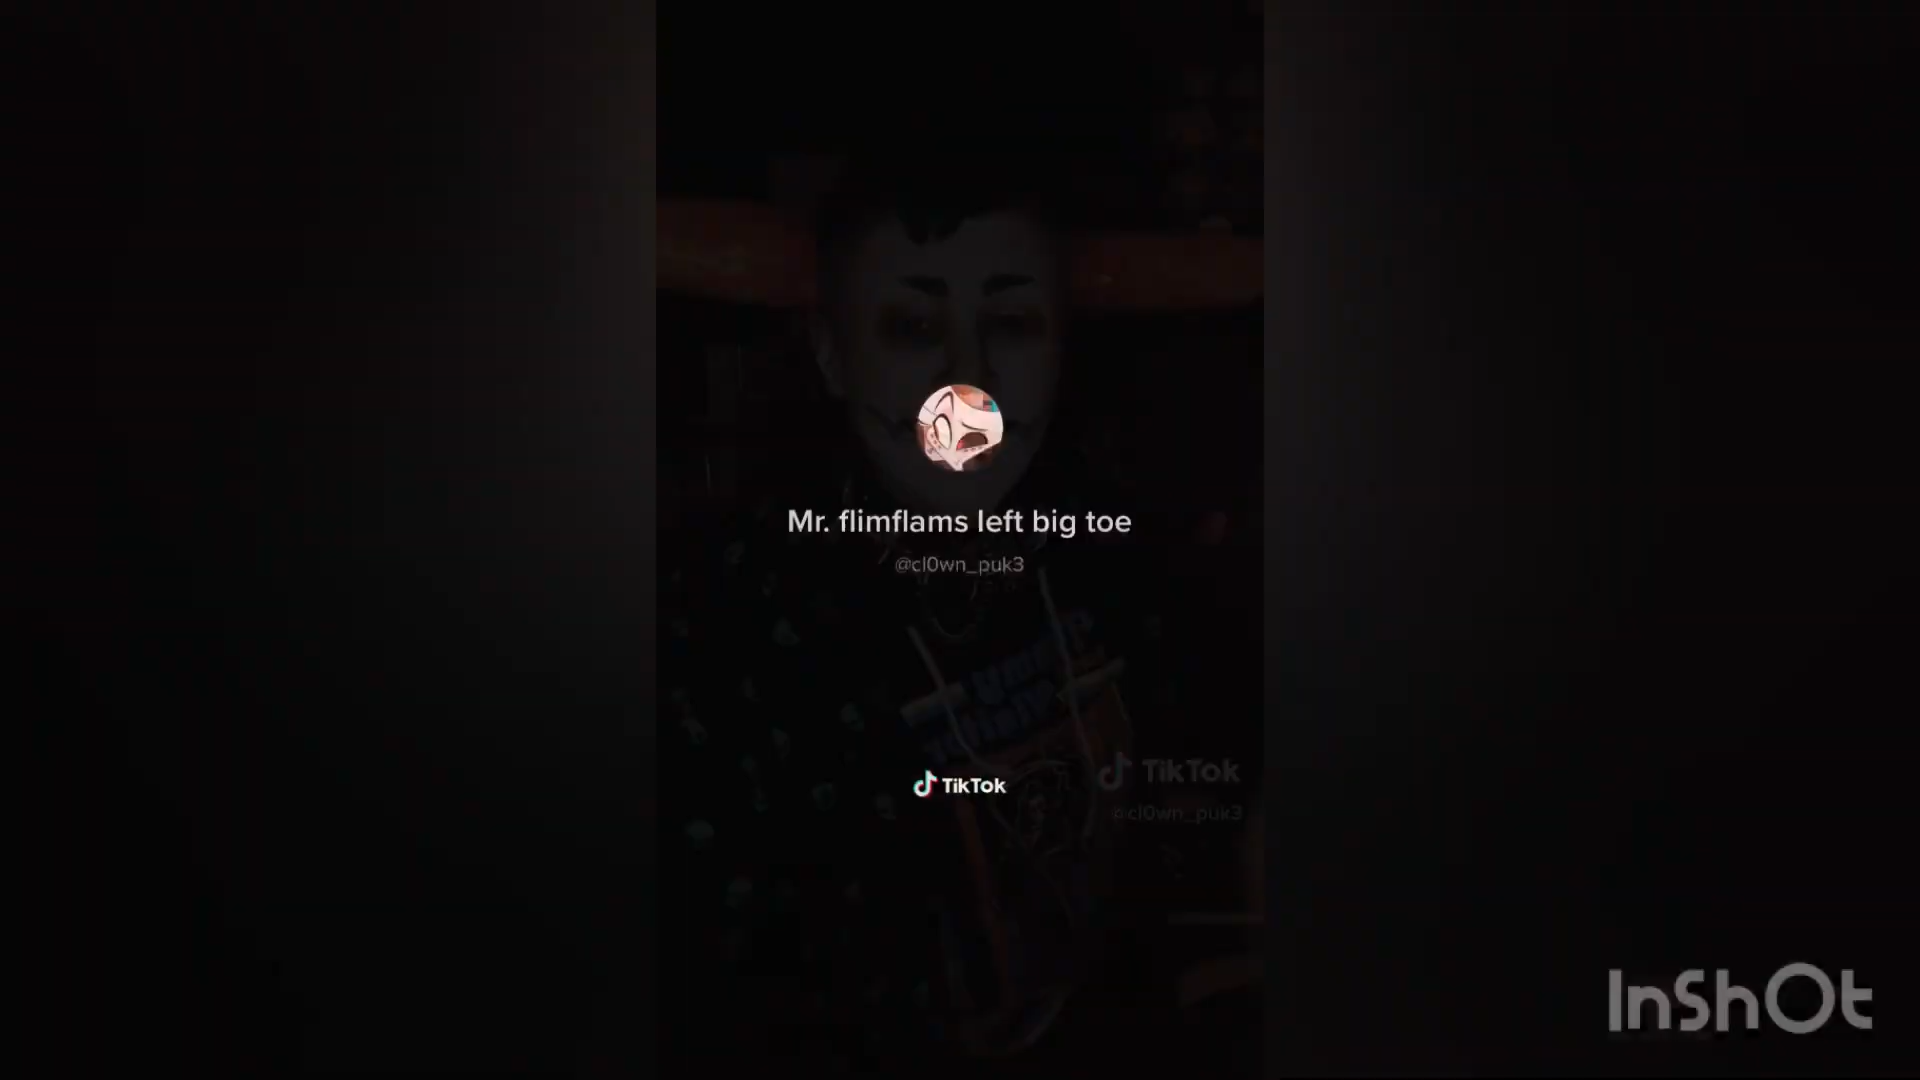 Mr. flimflams left big toe
@cl0wn_puk3
TikTok
TikTok
@cl0wn_puk3
InShOt